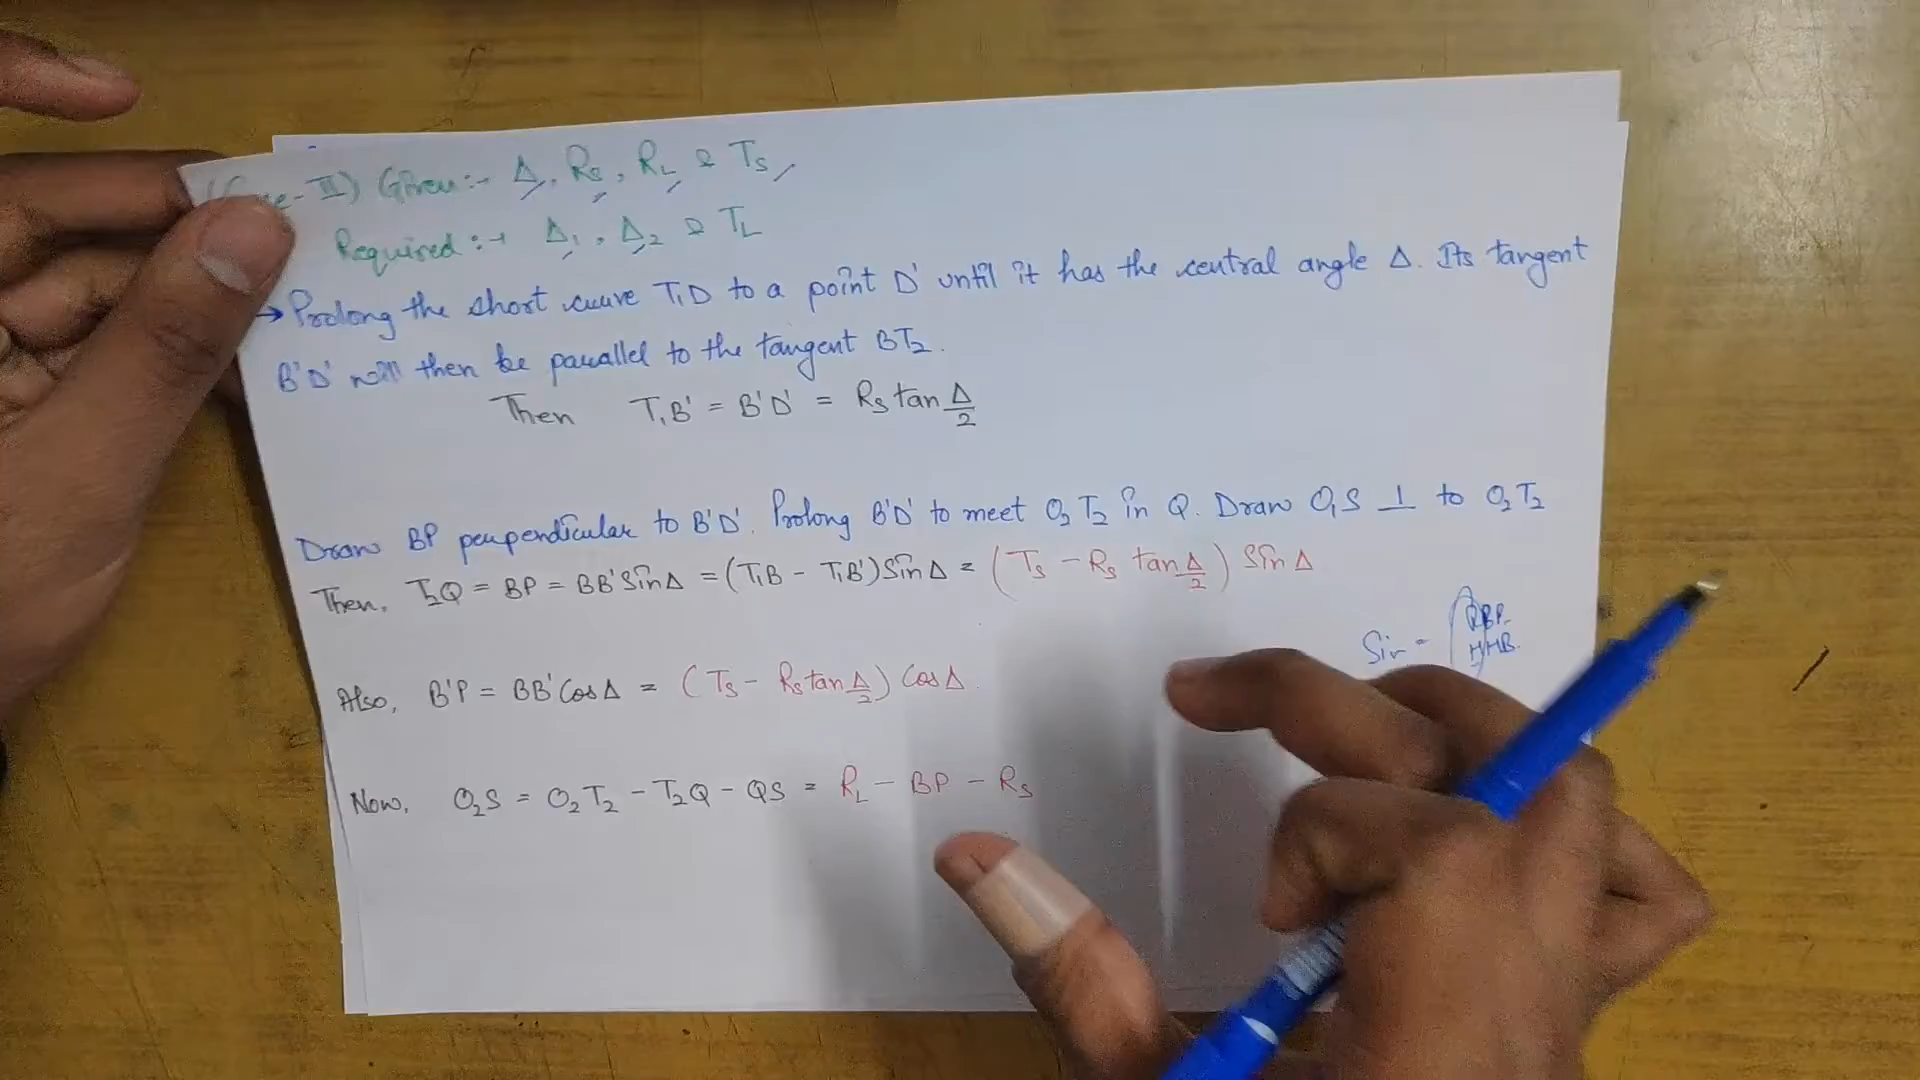 -III) Given :- Δ, Rs, RL & Ts,
Required :- Δ1, Δ2 & TL
→ Prolong the short curve T1D to a point D' until it has the central angle Δ. Its tangent
B'D' will then be parallel to the tangent BT2.
Then T1B' = B'D' = Rs tan Δ/2
Draw BP perpendicular to B'D'. Prolong B'D' to meet O2T2 in Q. Draw O1S ⊥ to O2T2
Then, T2Q = BP = BB' Sin Δ = (T1B - T1B') Sin Δ = (Ts - Rs tan Δ/2) Sin Δ
Sin =
Also, B'P = BB' Cos Δ = (Ts - Rs tan Δ/2) Cos Δ
Now, O2S = O2T2 - T2Q - QS = RL - BP - Rs